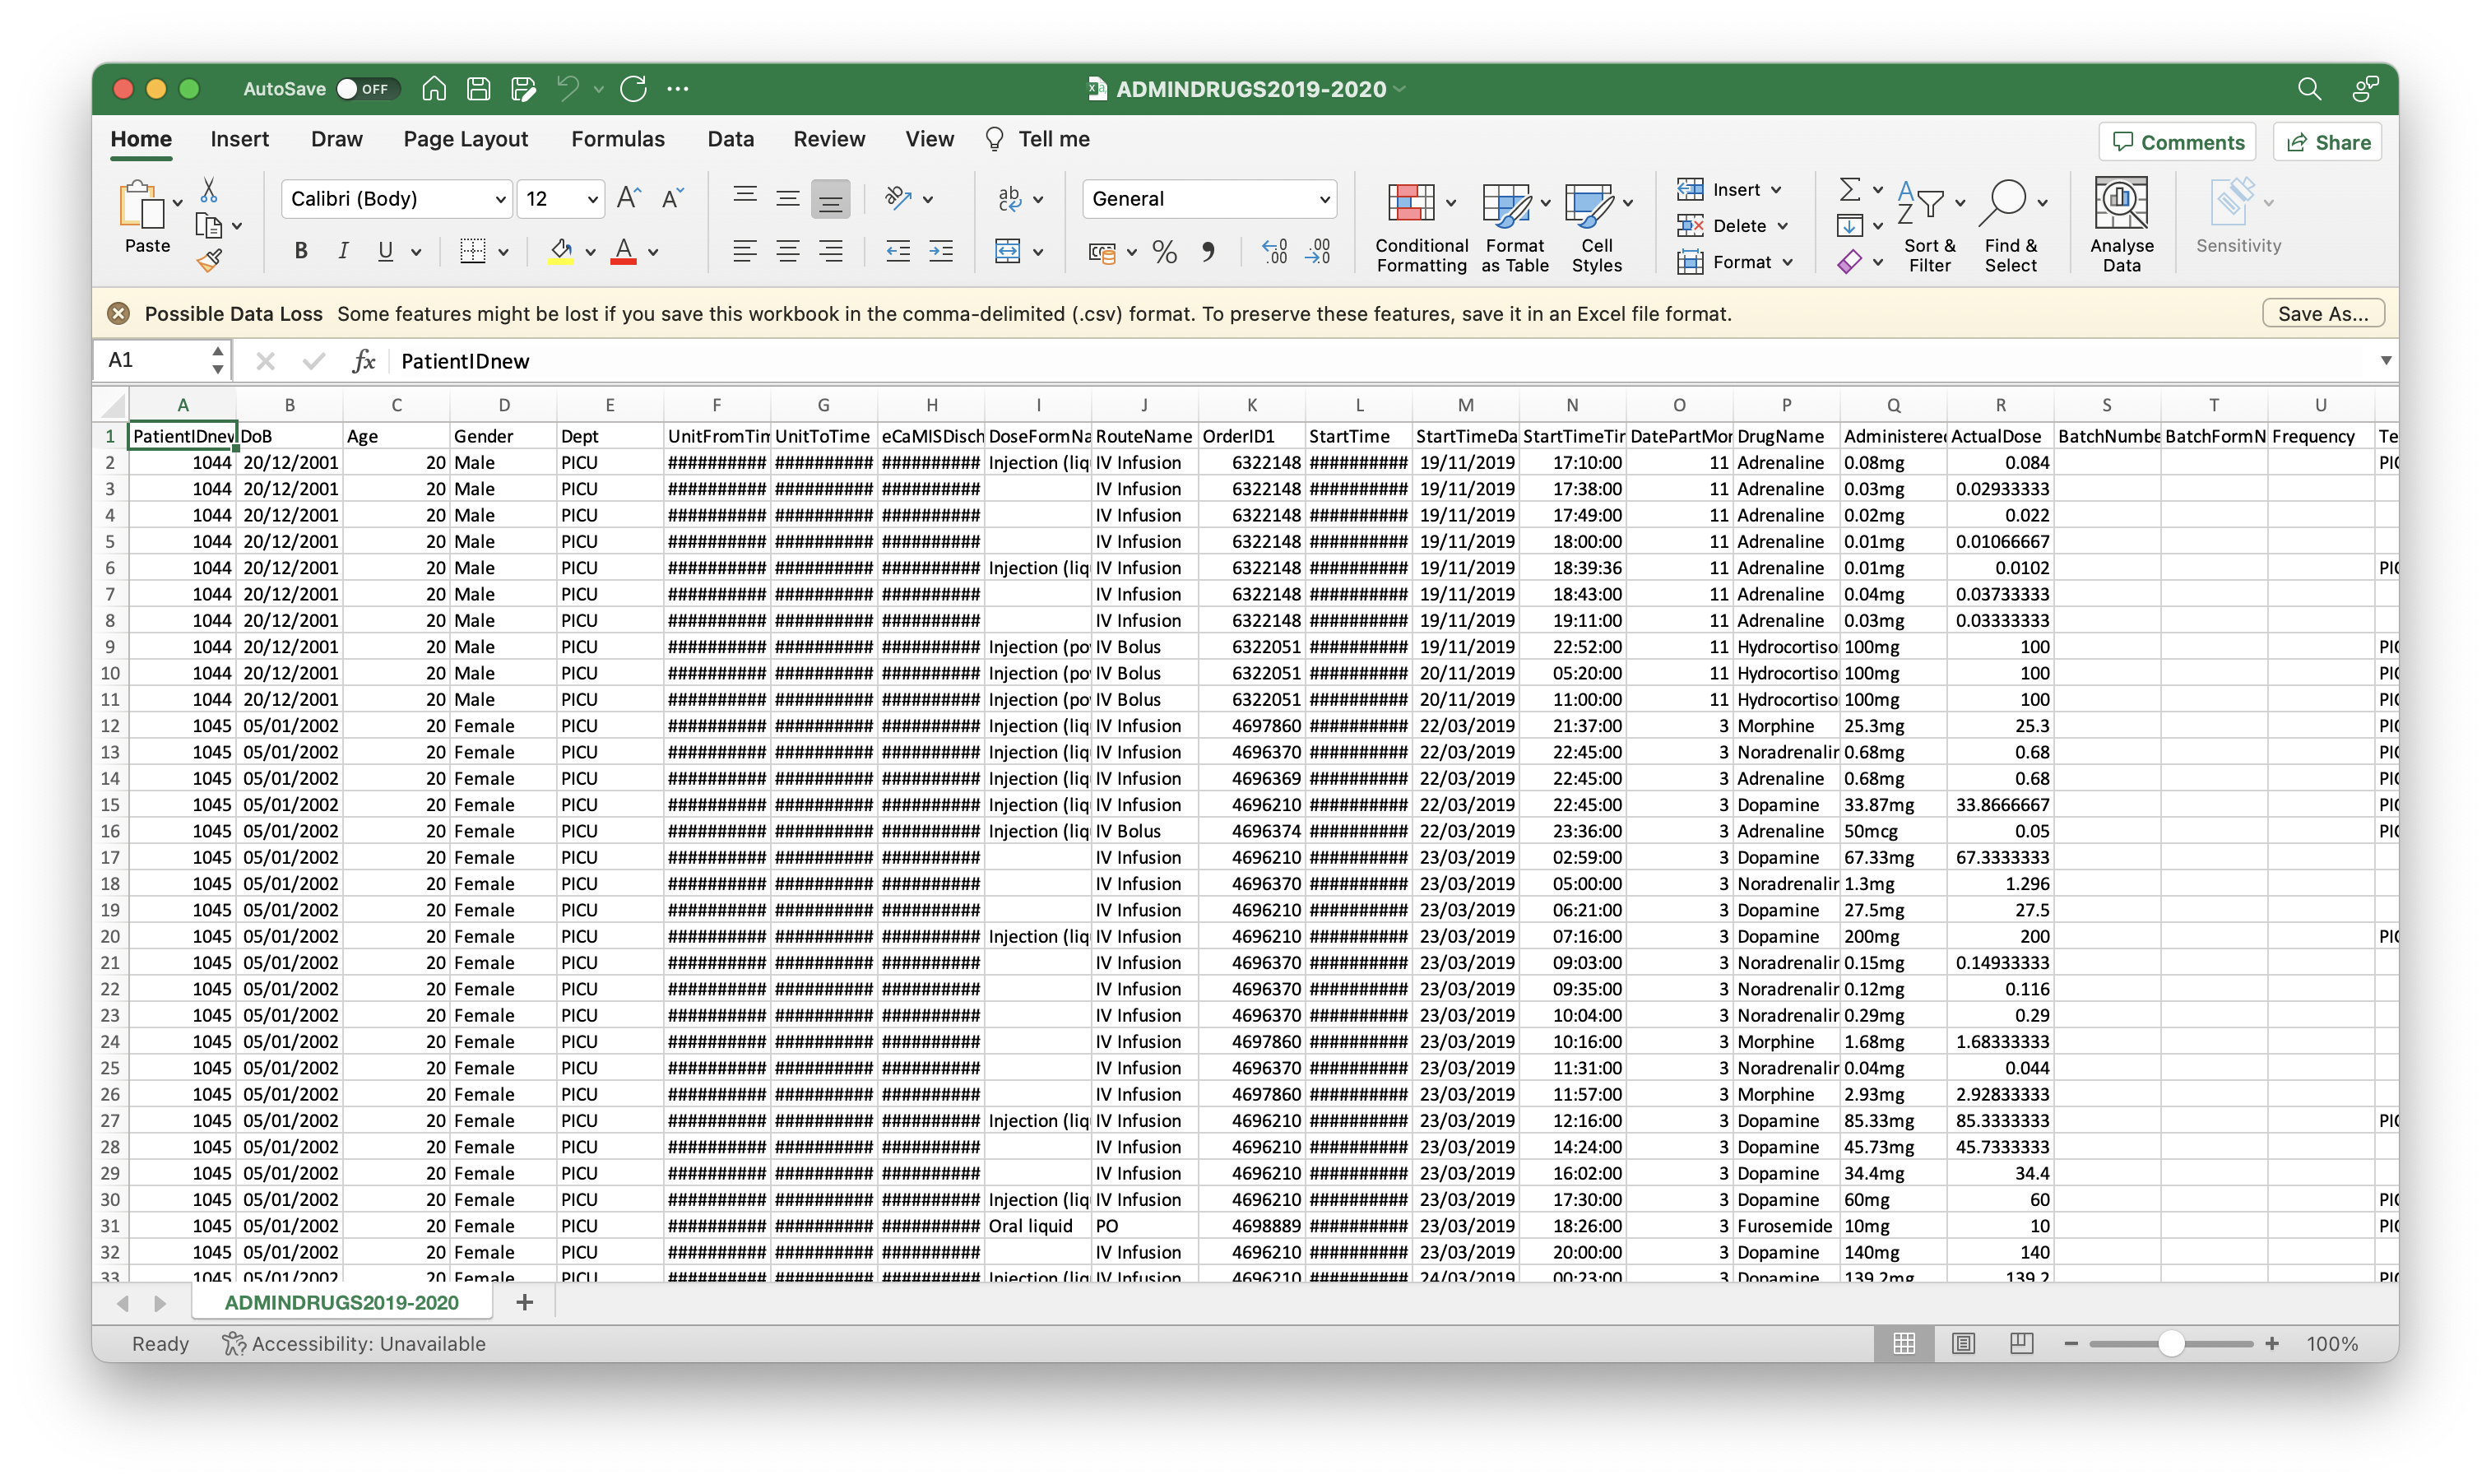 AutoSave OFF ADMINDRUGS2019-2020
Home Insert Draw Page Layout Formulas Data Review View Tell me Comments Share
Paste Calibri (Body) 12 General Conditional Formatting Format as Table Cell Styles Insert Delete Format Sort & Filter Find & Select Analyse Data Sensitivity
Possible Data Loss Some features might be lost if you save this workbook in the comma-delimited (.csv) format. To preserve these features, save it in an Excel file format. Save As...
A1 fx PatientIDnew
A B C D E F G H I J K L M N O P Q R S T U
1 PatientIDnew DoB Age Gender Dept UnitFromTim UnitToTime eCaMISDisch DoseFormNa RouteName OrderID1 StartTime StartTimeDa StartTimeTir DatePartMor DrugName Administered ActualDose BatchNumbe BatchFormN Frequency Te
2 1044 20/12/2001 20 Male PICU ########## ########## ########## Injection (liq IV Infusion 6322148 ########## 19/11/2019 17:10:00 11 Adrenaline 0.08mg 0.084 PIC
3 1044 20/12/2001 20 Male PICU ########## ########## ########## IV Infusion 6322148 ########## 19/11/2019 17:38:00 11 Adrenaline 0.03mg 0.02933333
4 1044 20/12/2001 20 Male PICU ########## ########## ########## IV Infusion 6322148 ########## 19/11/2019 17:49:00 11 Adrenaline 0.02mg 0.022
5 1044 20/12/2001 20 Male PICU ########## ########## ########## IV Infusion 6322148 ########## 19/11/2019 18:00:00 11 Adrenaline 0.01mg 0.01066667
6 1044 20/12/2001 20 Male PICU ########## ########## ########## Injection (liq IV Infusion 6322148 ########## 19/11/2019 18:39:36 11 Adrenaline 0.01mg 0.0102 PIC
7 1044 20/12/2001 20 Male PICU ########## ########## ########## IV Infusion 6322148 ########## 19/11/2019 18:43:00 11 Adrenaline 0.04mg 0.03733333
8 1044 20/12/2001 20 Male PICU ########## ########## ########## IV Infusion 6322148 ########## 19/11/2019 19:11:00 11 Adrenaline 0.03mg 0.03333333
9 1044 20/12/2001 20 Male PICU ########## ########## ########## Injection (pov IV Bolus 6322051 ########## 19/11/2019 22:52:00 11 Hydrocortiso 100mg 100 PIC
10 1044 20/12/2001 20 Male PICU ########## ########## ########## Injection (pov IV Bolus 6322051 ########## 20/11/2019 05:20:00 11 Hydrocortiso 100mg 100 PIC
11 1044 20/12/2001 20 Male PICU ########## ########## ########## Injection (pov IV Bolus 6322051 ########## 20/11/2019 11:00:00 11 Hydrocortiso 100mg 100 PIC
12 1045 05/01/2002 20 Female PICU ########## ########## ########## Injection (liq IV Infusion 4697860 ########## 22/03/2019 21:37:00 3 Morphine 25.3mg 25.3 PIC
13 1045 05/01/2002 20 Female PICU ########## ########## ########## Injection (liq IV Infusion 4696370 ########## 22/03/2019 22:45:00 3 Noradrenalir 0.68mg 0.68 PIC
14 1045 05/01/2002 20 Female PICU ########## ########## ########## Injection (liq IV Infusion 4696369 ########## 22/03/2019 22:45:00 3 Adrenaline 0.68mg 0.68 PIC
15 1045 05/01/2002 20 Female PICU ########## ########## ########## Injection (liq IV Infusion 4696210 ########## 22/03/2019 22:45:00 3 Dopamine 33.87mg 33.8666667 PIC
16 1045 05/01/2002 20 Female PICU ########## ########## ########## Injection (liq IV Bolus 4696374 ########## 22/03/2019 23:36:00 3 Adrenaline 50mcg 0.05 PIC
17 1045 05/01/2002 20 Female PICU ########## ########## ########## IV Infusion 4696210 ########## 23/03/2019 02:59:00 3 Dopamine 67.33mg 67.3333333
18 1045 05/01/2002 20 Female PICU ########## ########## ########## IV Infusion 4696370 ########## 23/03/2019 05:00:00 3 Noradrenalir 1.3mg 1.296
19 1045 05/01/2002 20 Female PICU ########## ########## ########## IV Infusion 4696210 ########## 23/03/2019 06:21:00 3 Dopamine 27.5mg 27.5
20 1045 05/01/2002 20 Female PICU ########## ########## ########## Injection (liq IV Infusion 4696210 ########## 23/03/2019 07:16:00 3 Dopamine 200mg 200 PIC
21 1045 05/01/2002 20 Female PICU ########## ########## ########## IV Infusion 4696370 ########## 23/03/2019 09:03:00 3 Noradrenalir 0.15mg 0.14933333
22 1045 05/01/2002 20 Female PICU ########## ########## ########## IV Infusion 4696370 ########## 23/03/2019 09:35:00 3 Noradrenalir 0.12mg 0.116
23 1045 05/01/2002 20 Female PICU ########## ########## ########## IV Infusion 4696370 ########## 23/03/2019 10:04:00 3 Noradrenalir 0.29mg 0.29
24 1045 05/01/2002 20 Female PICU ########## ########## ########## IV Infusion 4697860 ########## 23/03/2019 10:16:00 3 Morphine 1.68mg 1.68333333
25 1045 05/01/2002 20 Female PICU ########## ########## ########## IV Infusion 4696370 ########## 23/03/2019 11:31:00 3 Noradrenalir 0.04mg 0.044
26 1045 05/01/2002 20 Female PICU ########## ########## ########## IV Infusion 4697860 ########## 23/03/2019 11:57:00 3 Morphine 2.93mg 2.92833333
27 1045 05/01/2002 20 Female PICU ########## ########## ########## Injection (liq IV Infusion 4696210 ########## 23/03/2019 12:16:00 3 Dopamine 85.33mg 85.3333333 PIC
28 1045 05/01/2002 20 Female PICU ########## ########## ########## IV Infusion 4696210 ########## 23/03/2019 14:24:00 3 Dopamine 45.73mg 45.7333333
29 1045 05/01/2002 20 Female PICU ########## ########## ########## IV Infusion 4696210 ########## 23/03/2019 16:02:00 3 Dopamine 34.4mg 34.4
30 1045 05/01/2002 20 Female PICU ########## ########## ########## Injection (liq IV Infusion 4696210 ########## 23/03/2019 17:30:00 3 Dopamine 60mg 60 PIC
31 1045 05/01/2002 20 Female PICU ########## ########## ########## Oral liquid PO 4698889 ########## 23/03/2019 18:26:00 3 Furosemide 10mg 10 PIC
32 1045 05/01/2002 20 Female PICU ########## ########## ########## IV Infusion 4696210 ########## 23/03/2019 20:00:00 3 Dopamine 140mg 140
33 1045 05/01/2002 20 Female PICU ########## ########## ########## Injection (liq IV Infusion 4696210 ########## 24/03/2019 00:23:00 3 Dopamine 139.2mg 139.2 PIC
ADMINDRUGS2019-2020
Ready Accessibility: Unavailable 100%